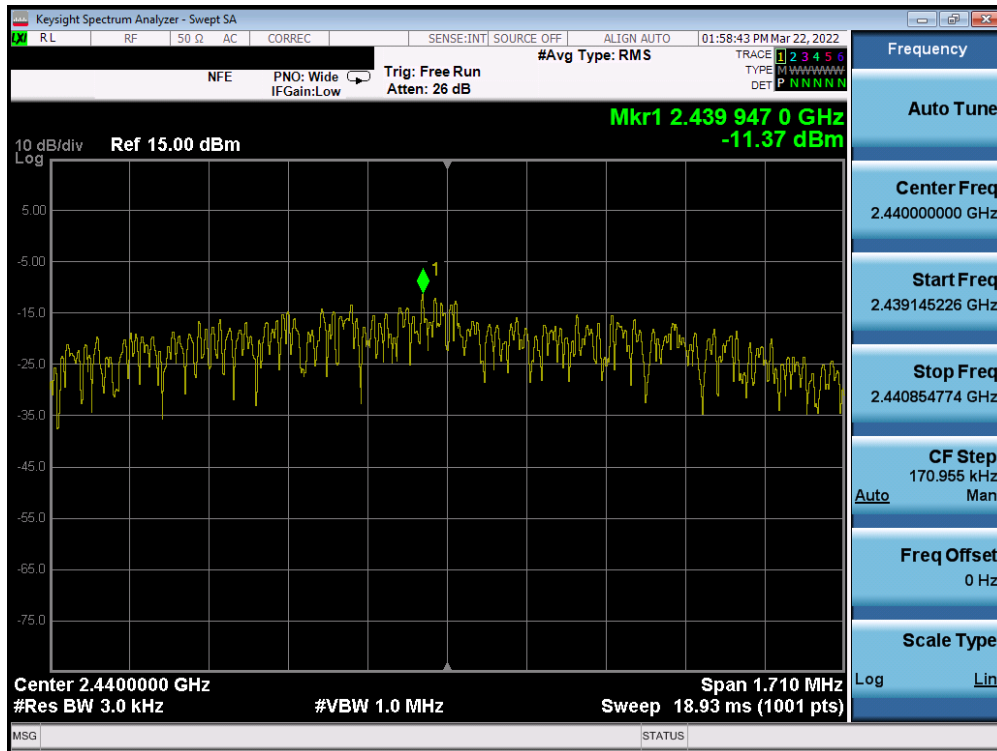 Keysight Spectrum Analyzer - Swept SA
LXI RL RF 50 Ω AC CORREC SENSE:INT SOURCE OFF ALIGN AUTO 01:58:43 PM Mar 22, 2022
#Avg Type: RMS
NFE
PNO: Wide
IFGain:Low
Trig: Free Run
Atten: 26 dB
TRACE 1 2 3 4 5 6
TYPE M WWWWW
DET P N N N N N
Mkr1 2.439 947 0 GHz
-11.37 dBm
10 dB/div
Log
Ref 15.00 dBm
5.00
-5.00
-15.0
-25.0
-35.0
-45.0
-55.0
-65.0
-75.0
1
Center 2.4400000 GHz
#Res BW 3.0 kHz
#VBW 1.0 MHz
Span 1.710 MHz
Sweep 18.93 ms (1001 pts)
MSG
STATUS
Frequency
Auto Tune
Center Freq
2.440000000 GHz
Start Freq
2.439145226 GHz
Stop Freq
2.440854774 GHz
CF Step
170.955 kHz
Auto Man
Freq Offset
0 Hz
Scale Type
Log Lin